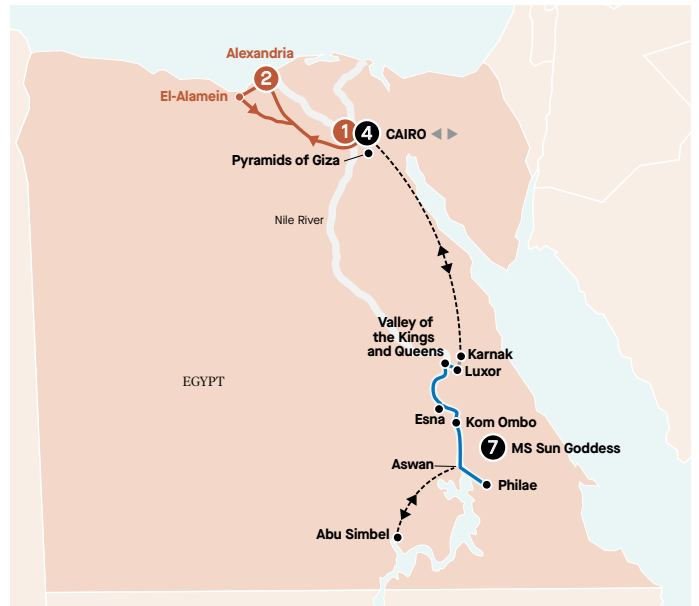 Alexandria
2
El-Alamein
1
4
CAIRO
Pyramids of Giza
Nile River
Valley of
the Kings
and Queens
Karnak
Luxor
EGYPT
Esna
Kom Ombo
7
MS Sun Goddess
Aswan
Philae
Abu Simbel